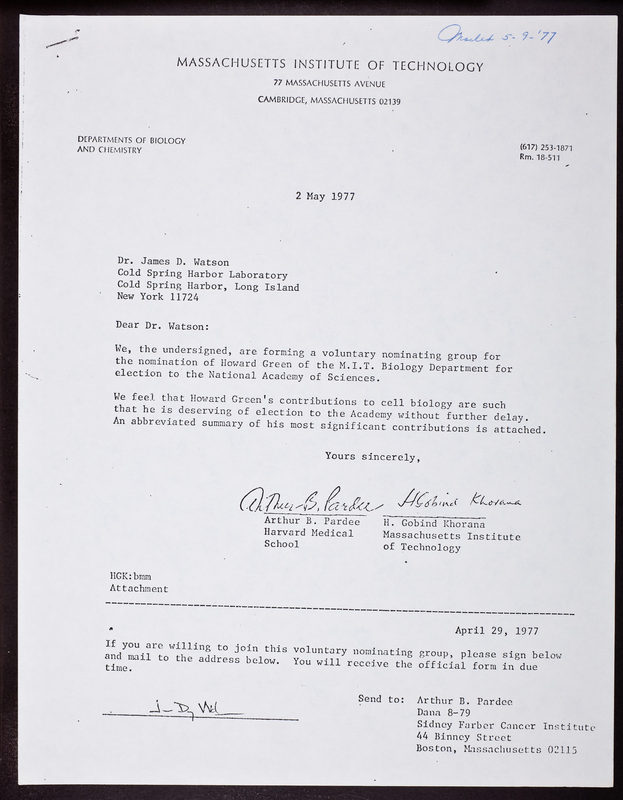 Mailed 5-9-'77
MASSACHUSETTS INSTITUTE OF TECHNOLOGY
77 MASSACHUSETTS AVENUE
CAMBRIDGE, MASSACHUSETTS 02139
DEPARTMENTS OF BIOLOGY
AND CHEMISTRY
(617) 253-1871
Rm. 18-511
2 May 1977
Dr. James D. Watson
Cold Spring Harbor Laboratory
Cold Spring Harbor, Long Island
New York 11724
Dear Dr. Watson:
We, the undersigned, are forming a voluntary nominating group for
the nomination of Howard Green of the M.I.T. Biology Department for
election to the National Academy of Sciences.
We feel that Howard Green's contributions to cell biology are such
that he is deserving of election to the Academy without further delay.
An abbreviated summary of his most significant contributions is attached.
Yours sincerely,
Arthur B. Pardee HGobind Khorana
Arthur B. Pardee H. Gobind Khorana
Harvard Medical Massachusetts Institute
School of Technology
HGK:bmm
Attachment
April 29, 1977
If you are willing to join this voluntary nominating group, please sign below
and mail to the address below. You will receive the official form in due
time.
Send to: Arthur B. Pardee
Dana 8-79
Sidney Farber Cancer Institute
44 Binney Street
Boston, Massachusetts 02115